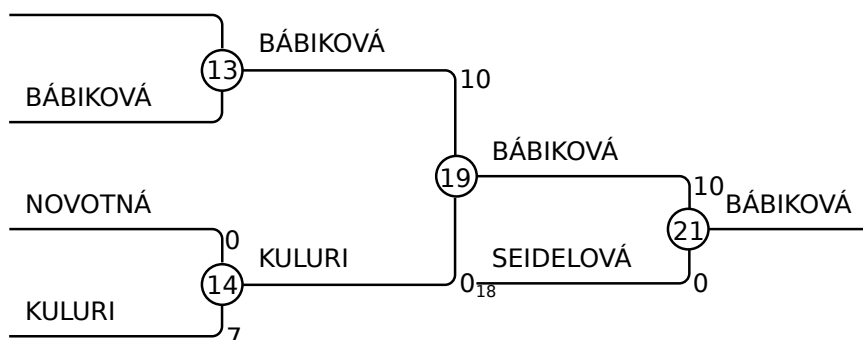 BÁBIKOVÁ
13
10
BÁBIKOVÁ
BÁBIKOVÁ
19
10
NOVOTNÁ
BÁBIKOVÁ
0
21
KULURI
SEIDELOVÁ
14
0
18
0
KULURI
7